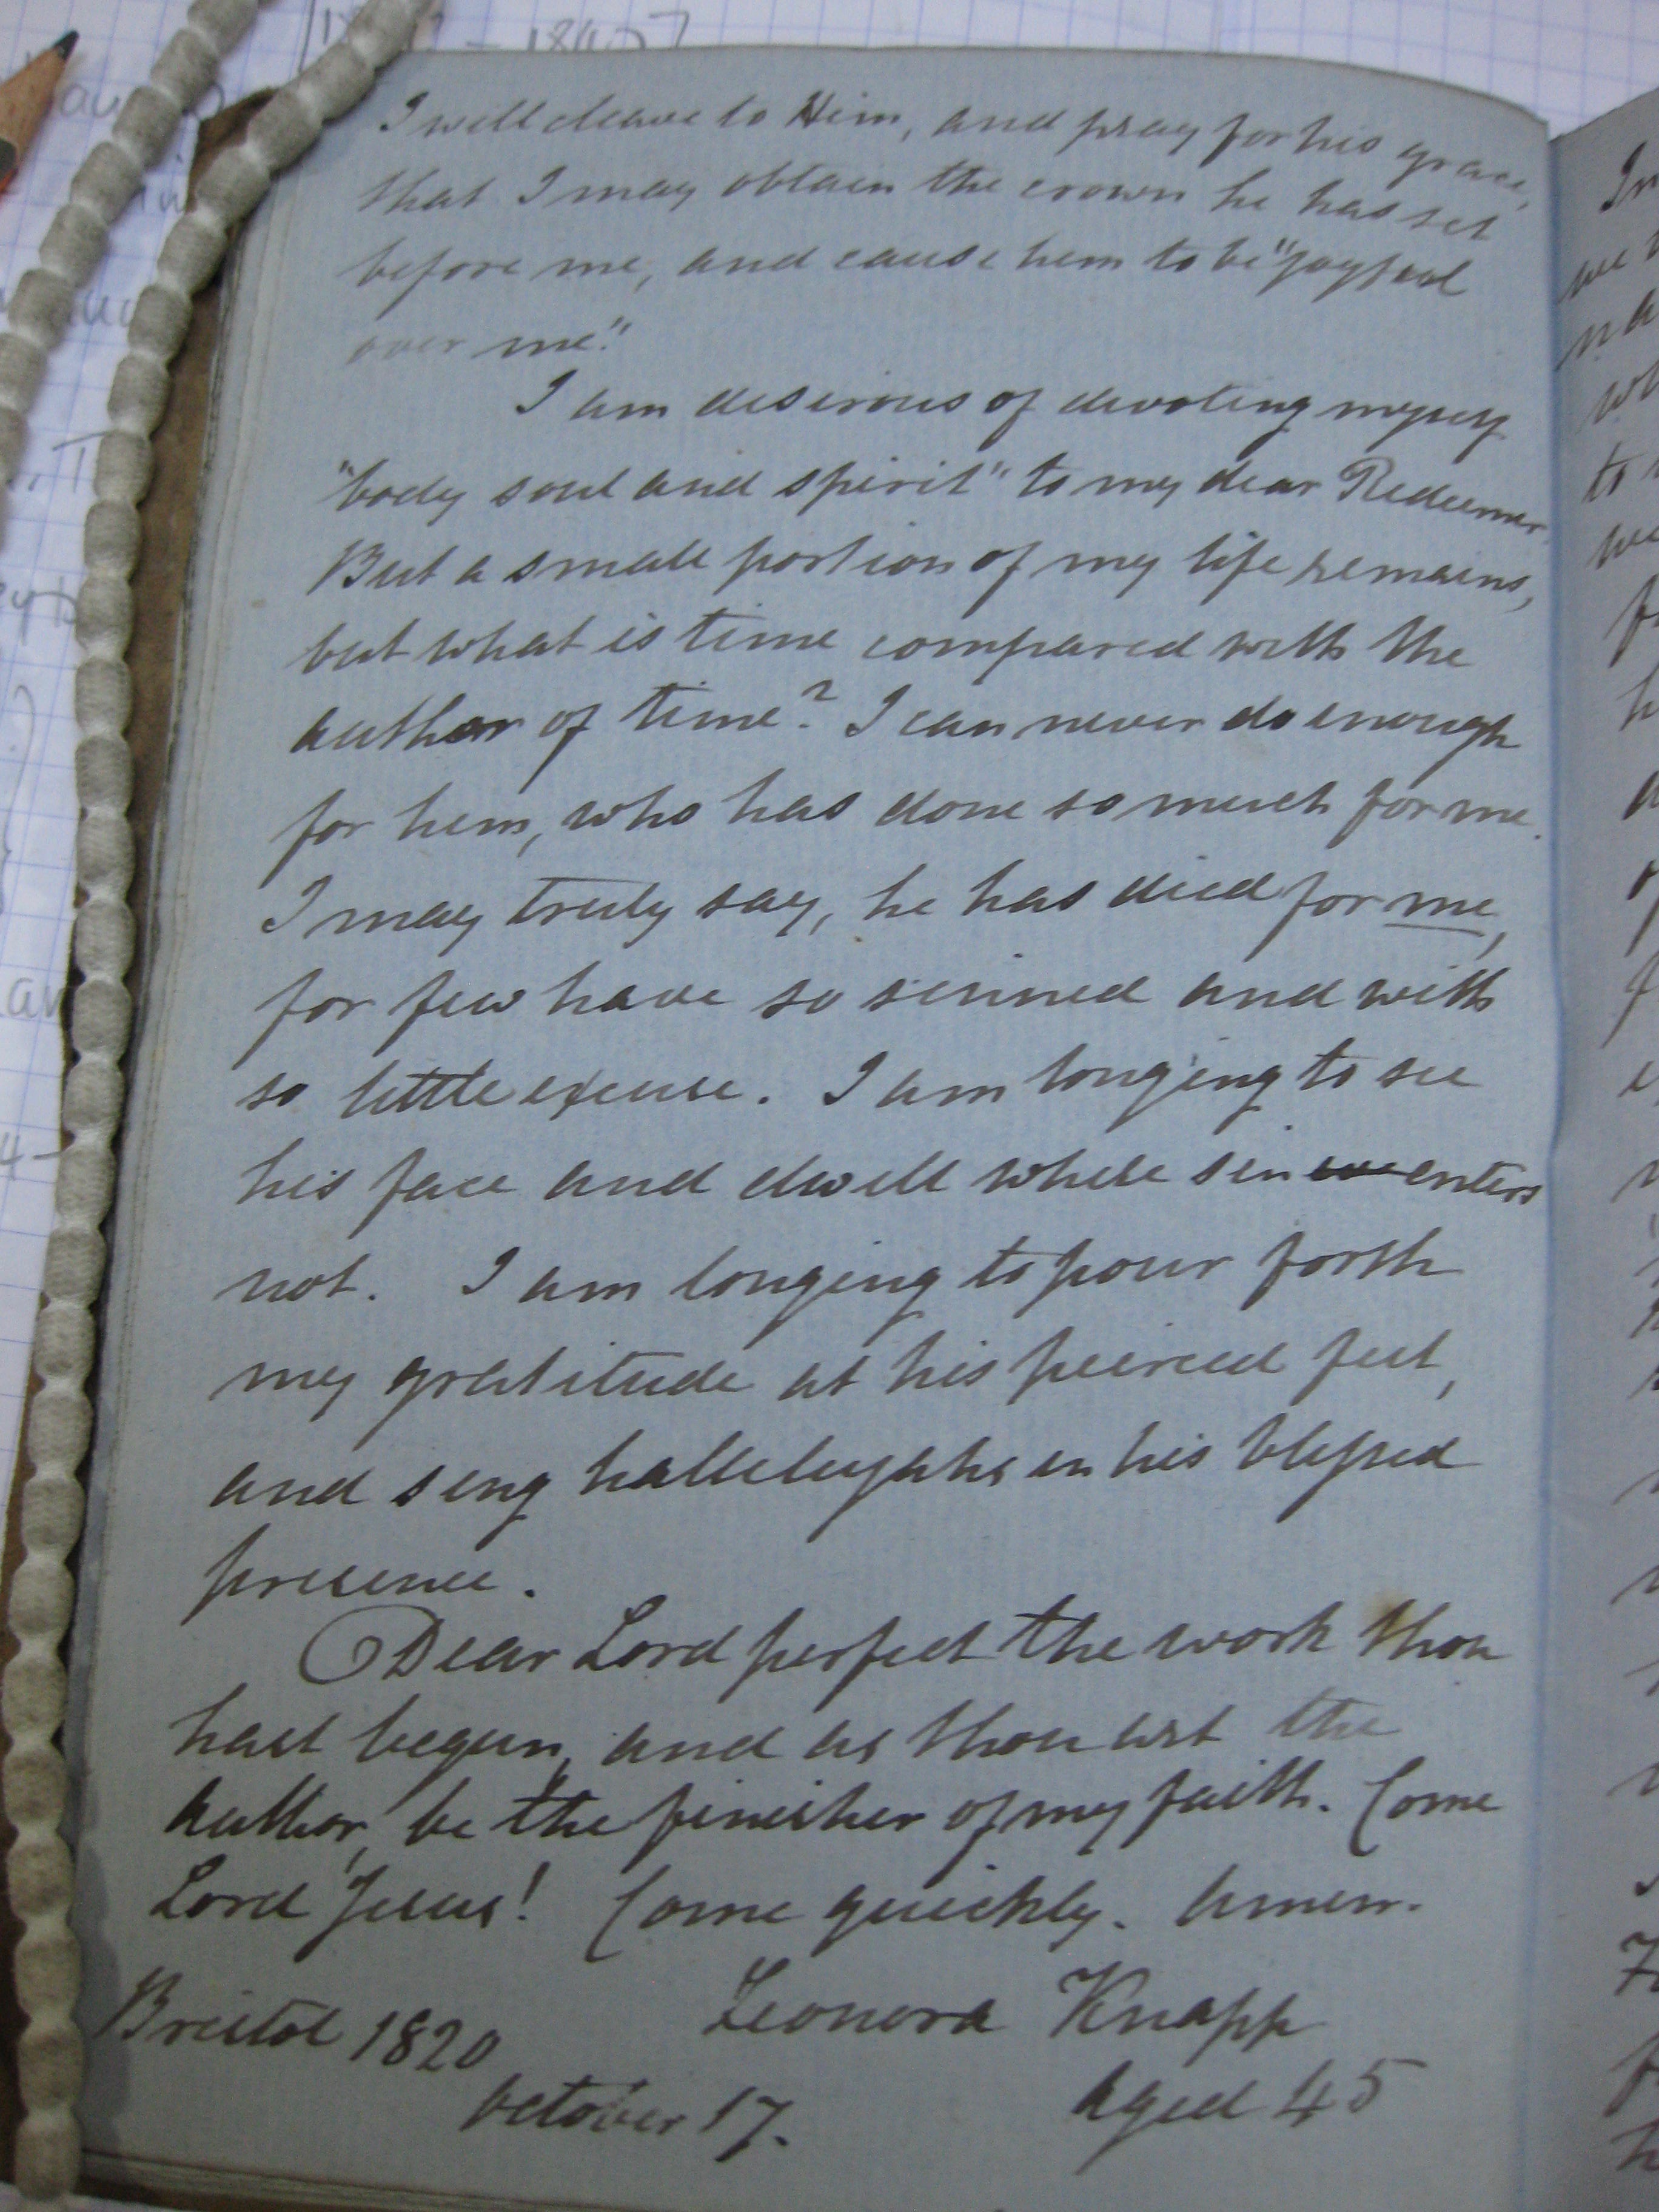 I will cleave to Him, and pray for his grace,
that I may obtain the crown he has set
before me, and cause him to be "joyful
over me."
I am desirous of devoting myself
"body soul and spirit" to my dear Redeemer.
But a small portion of my life remains,
but what is time compared with the
author of time? I can never do enough
for him, who has done so much for me.
I may truly say, he has died for me,
for few have so sinned and with
so little excuse. I am longing to see
his face and dwell where sin enters
not. I am longing to pour forth
my gratitude at his peirced feet,
and sing hallelujahs in his blessed
presence.
Dear Lord perfect the work thou
hast begun, and as thou art the
author, be the finisher of my faith. Come
Lord Jesus! Come quickly. Amen.
Bristol 1820 Leonora Knapp
October 17. aged 45